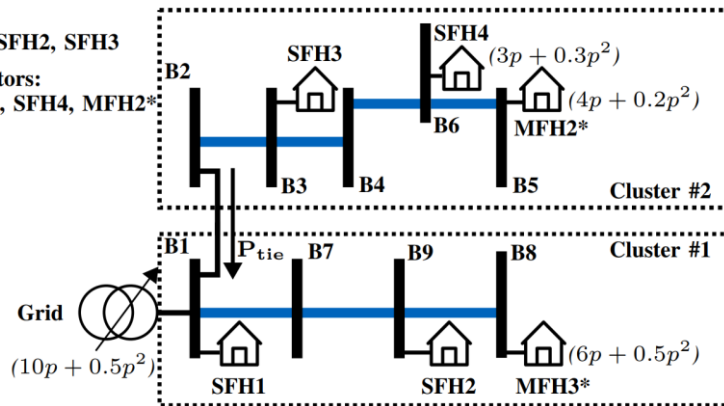 SFH2, SFH3
tors:
, SFH4, MFH2*
B2
SFH3
SFH4
(3p + 0.3p²)
(4p + 0.2p²)
B6
MFH2*
B3
B4
B5
Cluster #2
B1
P_tie
B7
B9
B8
Cluster #1
Grid
(10p + 0.5p²)
(6p + 0.5p²)
SFH1
SFH2
MFH3*